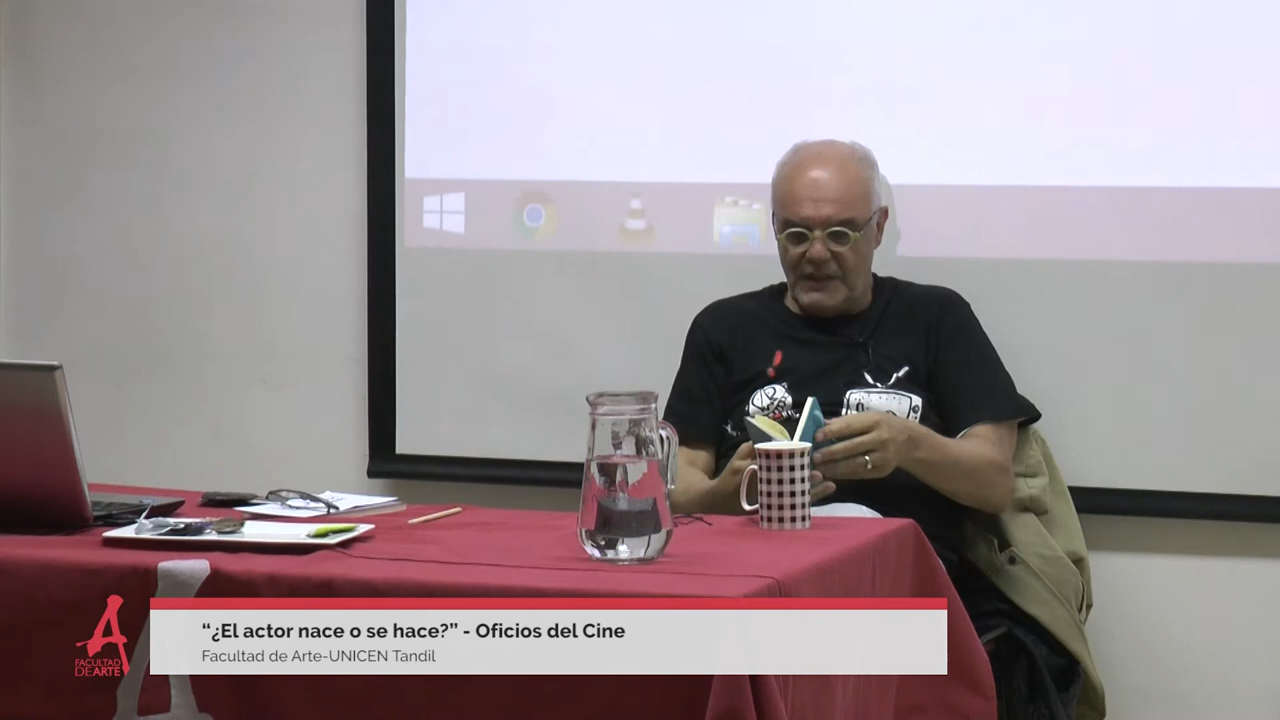 “¿El actor nace o se hace?” - Oficios del Cine
Facultad de Arte-UNICEN Tandil
FACULTAD
DE ARTE